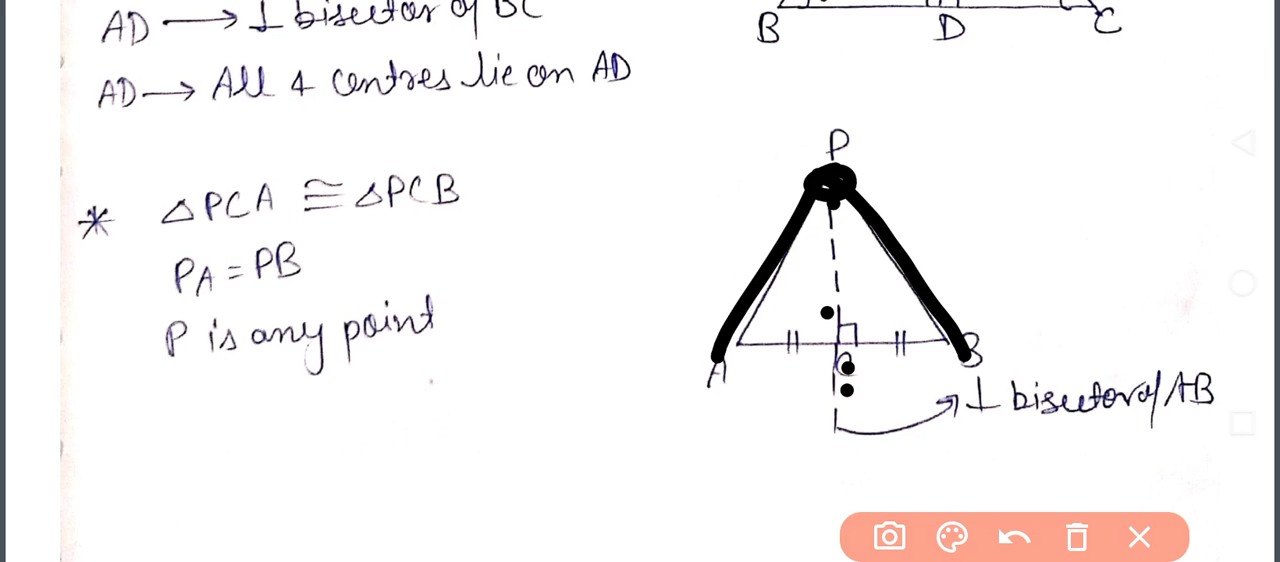 AD → ⊥ bisector of BC
B D C
AD → All 4 centres lie on AD
P
* △PCA ≅ △PCB
PA = PB
P is any point
A B
⊥ bisector of AB